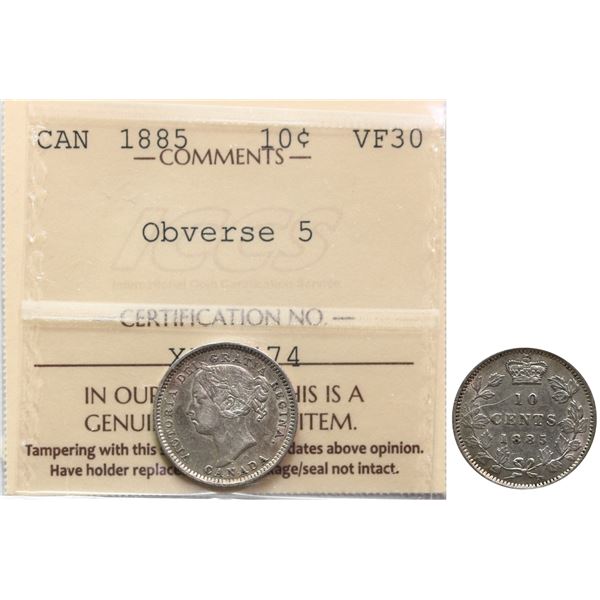 CAN 1885 10¢ VF30
COMMENTS
Obverse 5
ICCS
International Coin Certification Service
CERTIFICATION NO.
74
IN OUR HIS IS A
GENUI ITEM.
Tampering with this dates above opinion.
Have holder replac age/seal not intact.
VICTORIA DEI GRATIA REGINA.
CANADA
10
CENTS.
1885